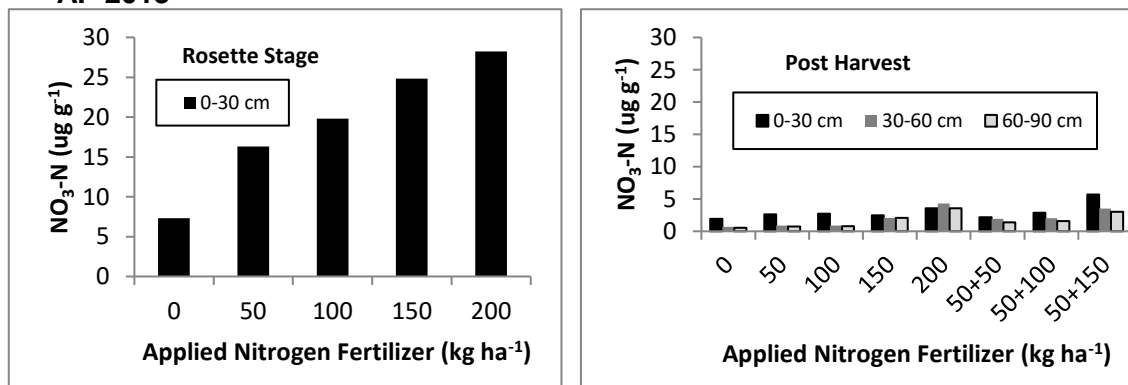 Rosette Stage
0-30 cm
NO3-N (ug g-1)
30
25
20
15
10
5
0
0 50 100 150 200
Applied Nitrogen Fertilizer (kg ha-1)
Post Harvest
0-30 cm 30-60 cm 60-90 cm
NO3-N (ug g-1)
30
25
20
15
10
5
0
0 50 100 150 200 50+50 50+100 50+150
Applied Nitrogen Fertilizer (kg ha-1)